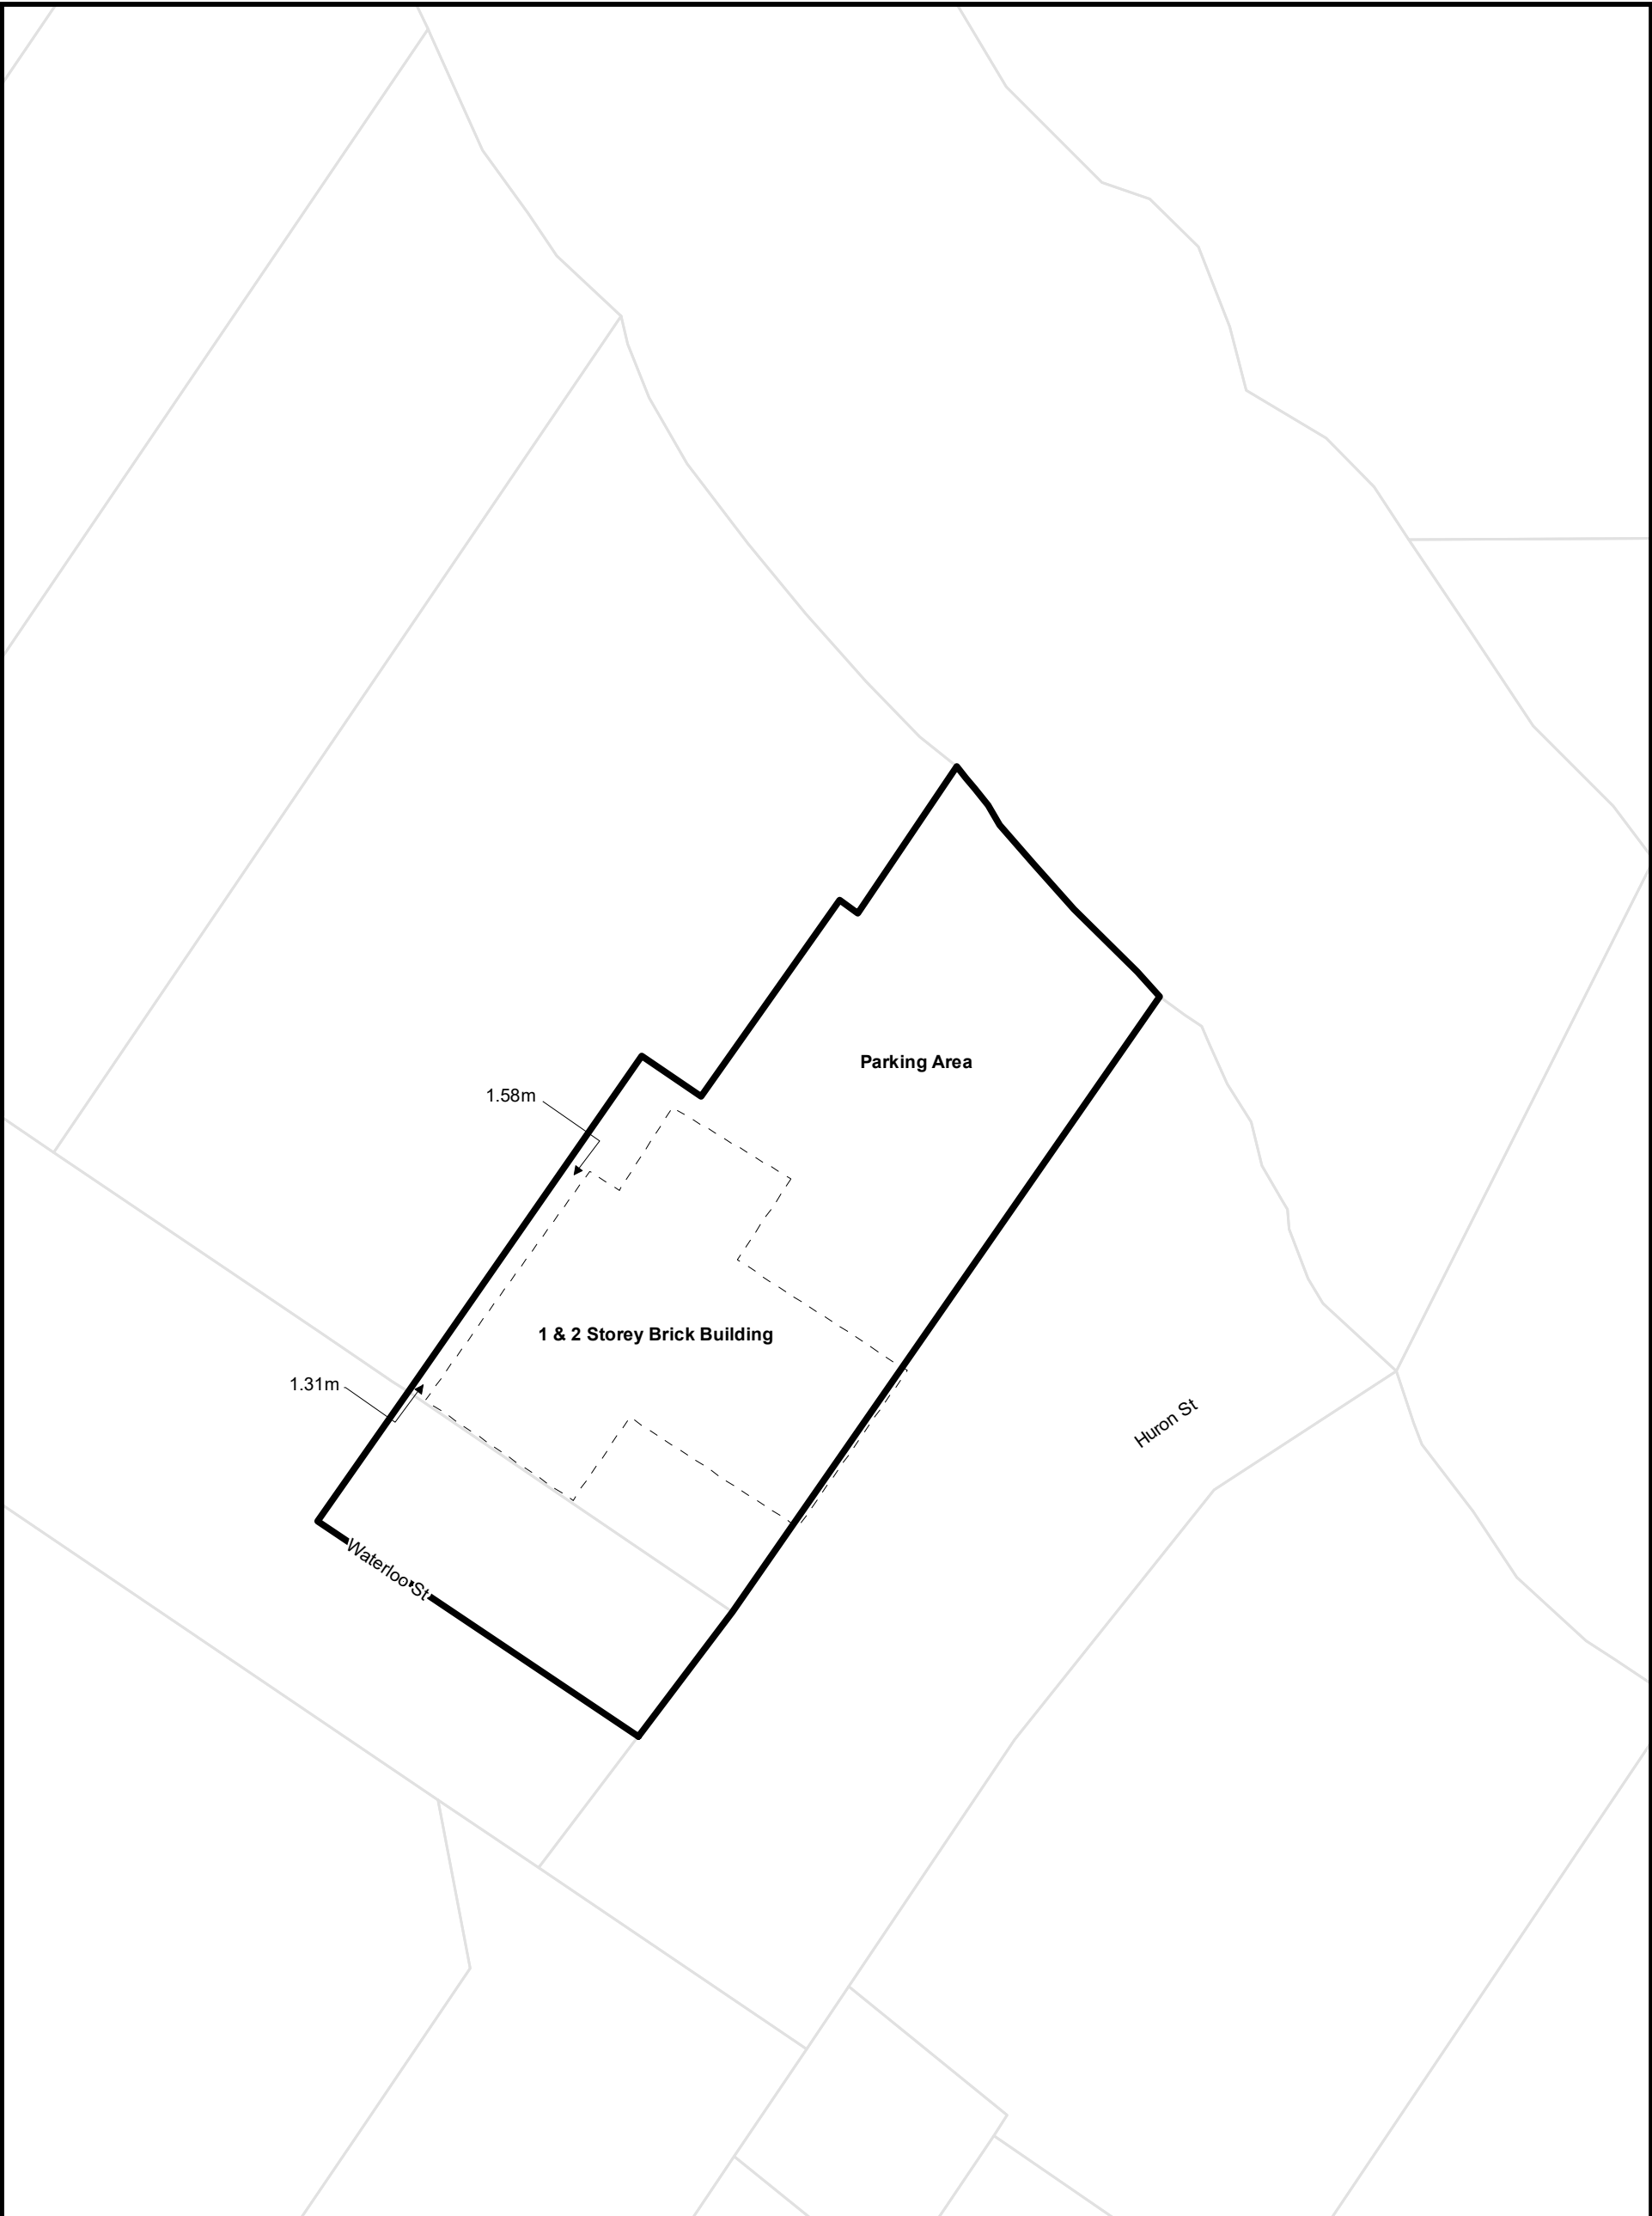 Parking Area
1.58m
1 & 2 Storey Brick Building
1.31m
Huron St
Waterloo St